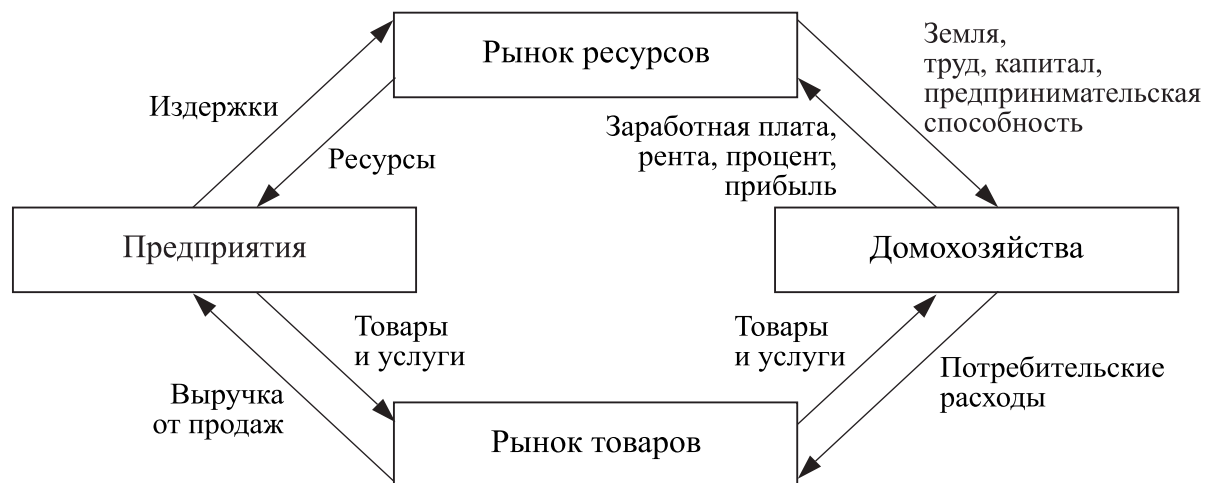 Рынок ресурсов
Земля,
труд, капитал,
предпринимательская
способность
Издержки
Ресурсы
Заработная плата,
рента, процент,
прибыль
Предприятия
Домохозяйства
Товары
и услуги
Товары
и услуги
Выручка
от продаж
Потребительские
расходы
Рынок товаров